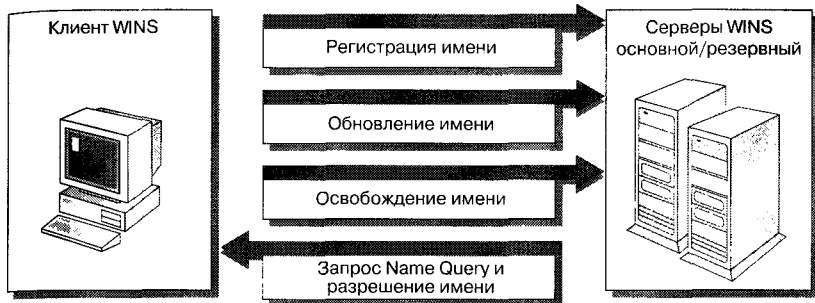 Клиент WINS
Регистрация имени
Обновление имени
Освобождение имени
Запрос Name Query и
разрешение имени
Серверы WINS
основной/резервный